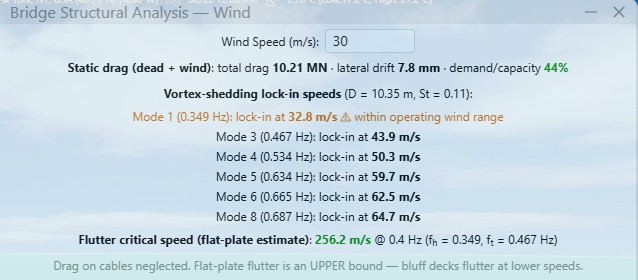 Bridge Structural Analysis — Wind
Wind Speed (m/s): 30
Static drag (dead + wind): total drag 10.21 MN · lateral drift 7.8 mm · demand/capacity 44%
Vortex-shedding lock-in speeds (D = 10.35 m, St = 0.11):
Mode 1 (0.349 Hz): lock-in at 32.8 m/s ⚠ within operating wind range
Mode 3 (0.467 Hz): lock-in at 43.9 m/s
Mode 4 (0.534 Hz): lock-in at 50.3 m/s
Mode 5 (0.634 Hz): lock-in at 59.7 m/s
Mode 6 (0.665 Hz): lock-in at 62.5 m/s
Mode 8 (0.687 Hz): lock-in at 64.7 m/s
Flutter critical speed (flat-plate estimate): 256.2 m/s @ 0.4 Hz (fₕ = 0.349, fₜ = 0.467 Hz)
Drag on cables neglected. Flat-plate flutter is an UPPER bound — bluff decks flutter at lower speeds.